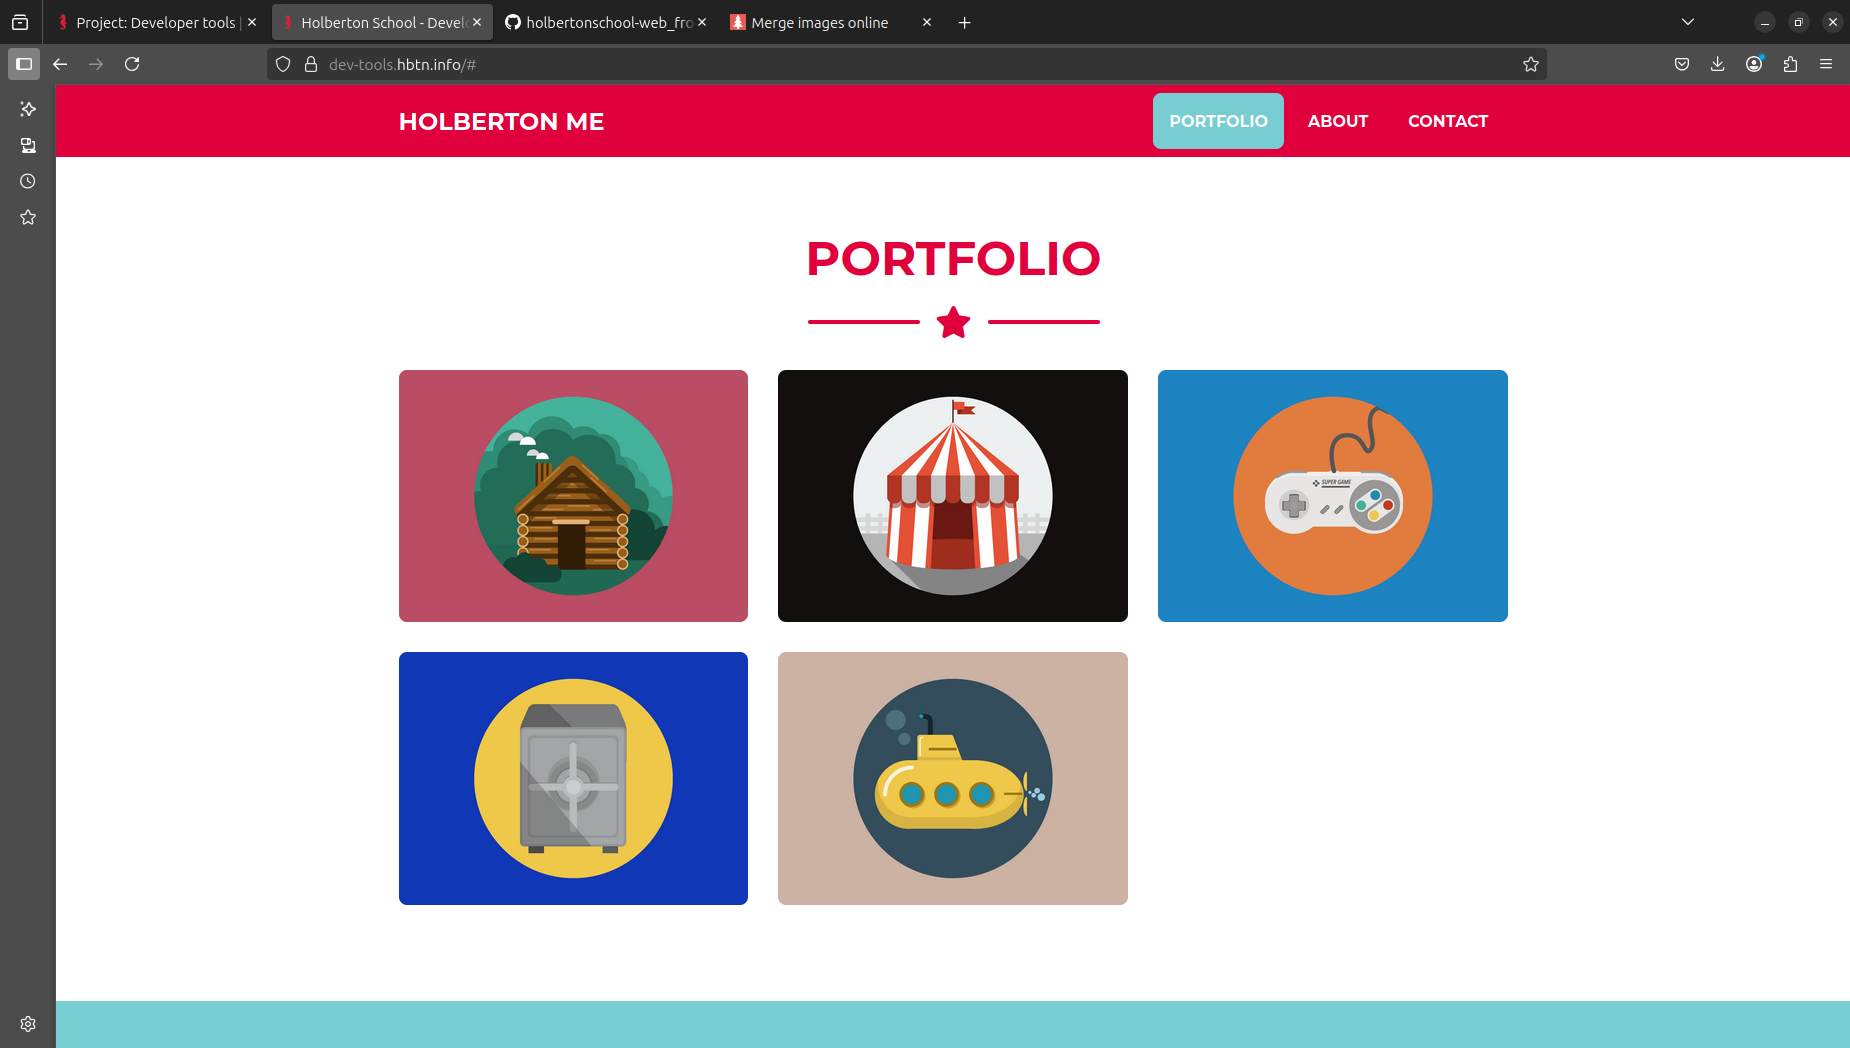 Project: Developer tools |
Holberton School - Devel
holbertonschool-web_fro
Merge images online
dev-tools.hbtn.info/#
HOLBERTON ME
PORTFOLIO
ABOUT
CONTACT
PORTFOLIO
SUPER GAME